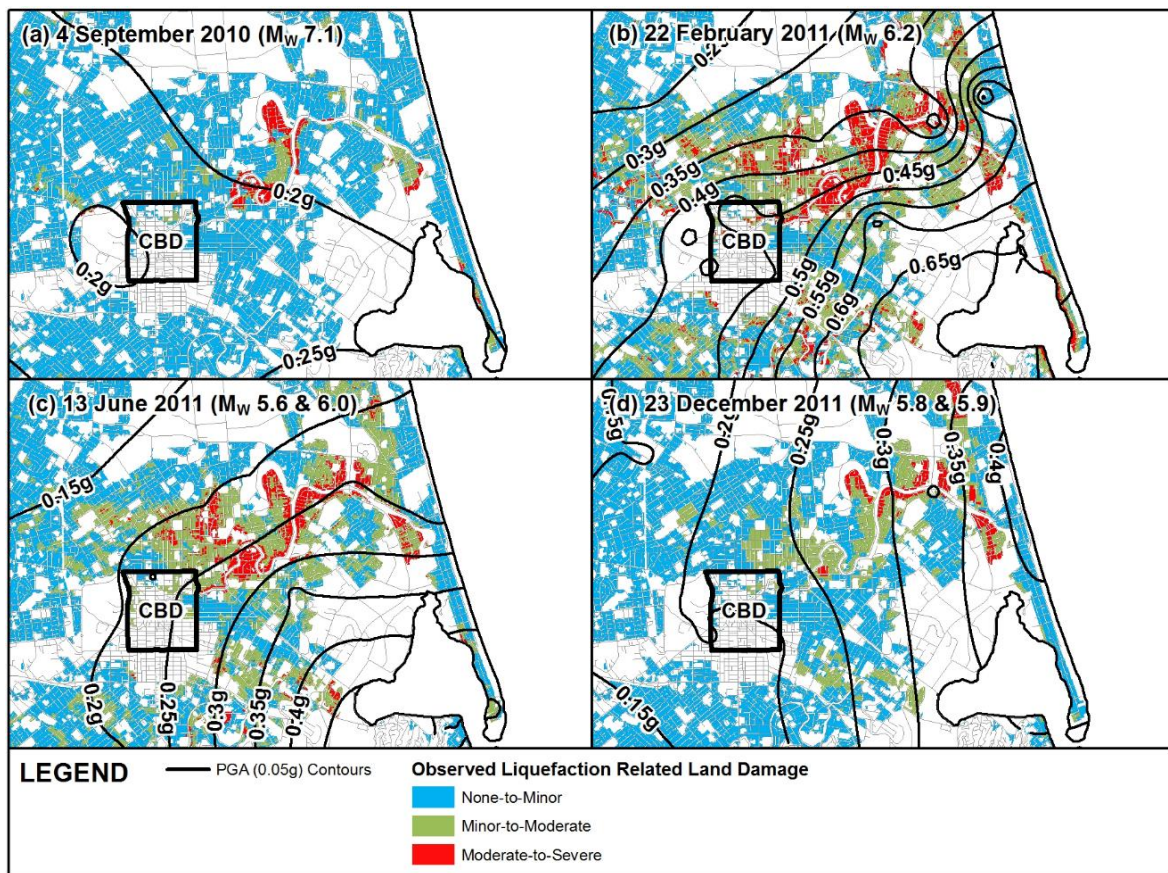 (a) 4 September 2010 (MW 7.1)
0.2g
CBD
0.2g
0.25g
(b) 22 February 2011 (MW 6.2)
0.3g
0.35g
0.4g
0.45g
CBD
0.5g
0.55g
0.6g
0.65g
(c) 13 June 2011 (MW 5.6 & 6.0)
0.15g
CBD
0.2g
0.25g
0.3g
0.35g
0.4g
(d) 23 December 2011 (MW 5.8 & 5.9)
0.25g
0.3g
0.35g
0.4g
CBD
0.15g
LEGEND
PGA (0.05g) Contours
Observed Liquefaction Related Land Damage
None-to-Minor
Minor-to-Moderate
Moderate-to-Severe